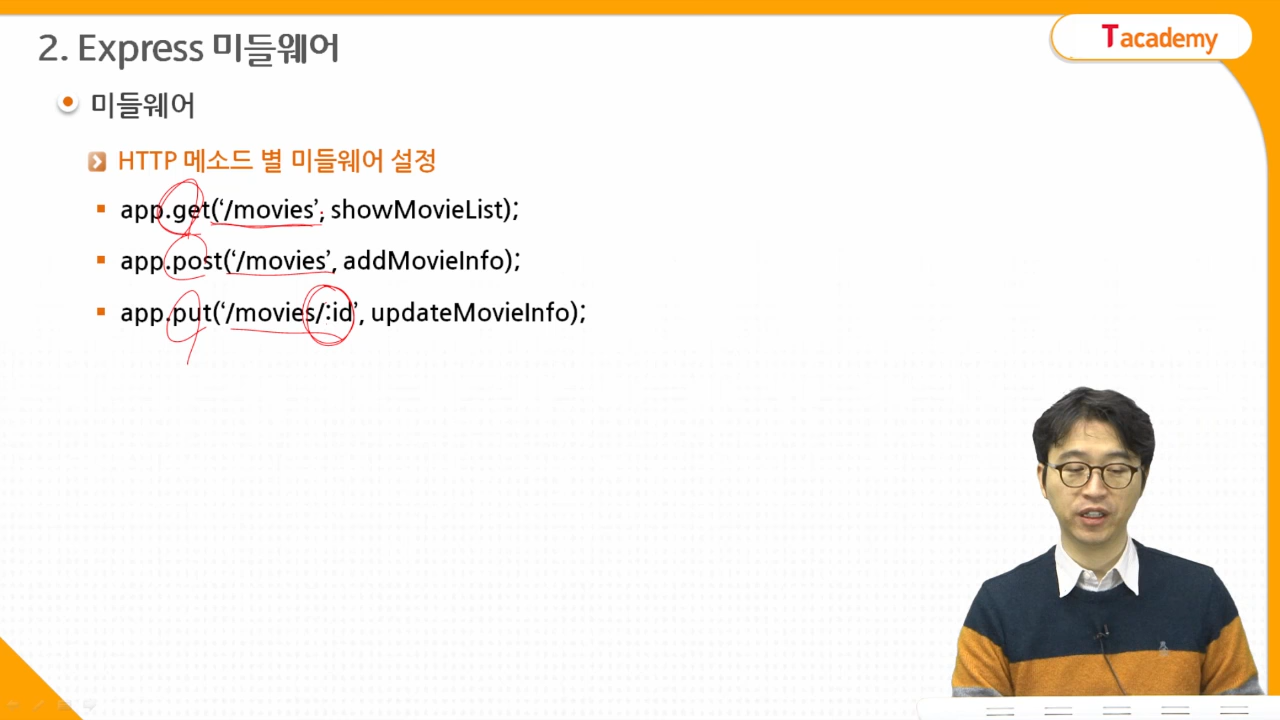 2. Express 미들웨어
Tacademy
미들웨어
HTTP 메소드 별 미들웨어 설정
app.get(‘/movies’, showMovieList);
app.post(‘/movies’, addMovieInfo);
app.put(‘/movies/:id’, updateMovieInfo);